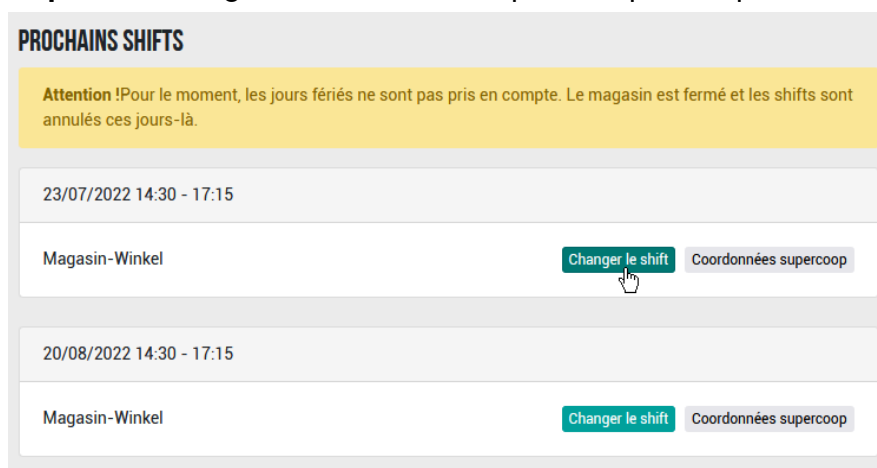 PROCHAINS SHIFTS
Attention !Pour le moment, les jours fériés ne sont pas pris en compte. Le magasin est fermé et les shifts sont
annulés ces jours-là.
23/07/2022 14:30 - 17:15
Magasin-Winkel
Changer le shift
Coordonnées supercoop
20/08/2022 14:30 - 17:15
Magasin-Winkel
Changer le shift
Coordonnées supercoop